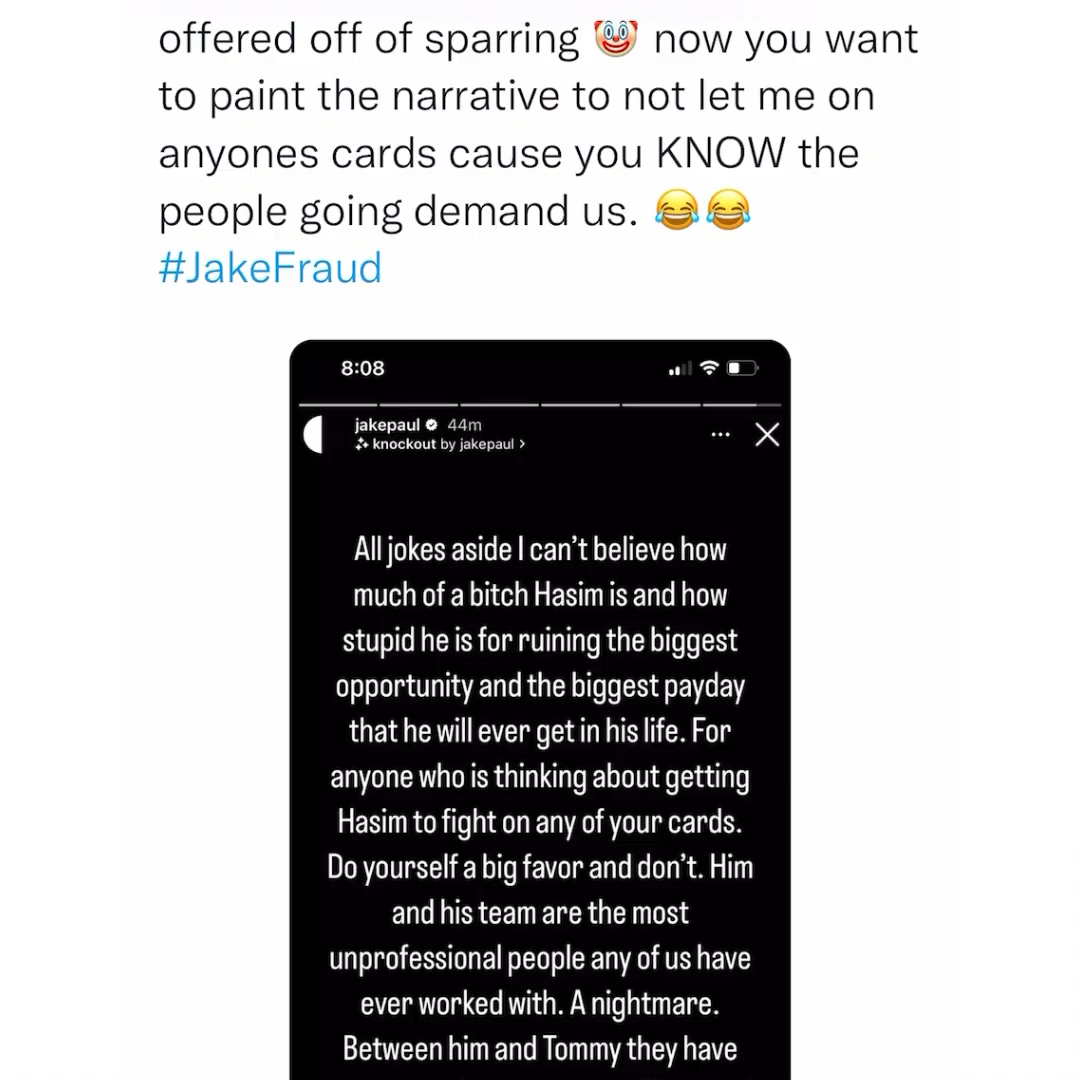 offered off of sparring 🤡 now you want
to paint the narrative to not let me on
anyones cards cause you KNOW the
people going demand us. 😂😂
#JakeFraud
8:08
jakepaul 44m
knockout by jakepaul >
All jokes aside I can't believe how
much of a bitch Hasim is and how
stupid he is for ruining the biggest
opportunity and the biggest payday
that he will ever get in his life. For
anyone who is thinking about getting
Hasim to fight on any of your cards.
Do yourself a big favor and don't. Him
and his team are the most
unprofessional people any of us have
ever worked with. A nightmare.
Between him and Tommy they have